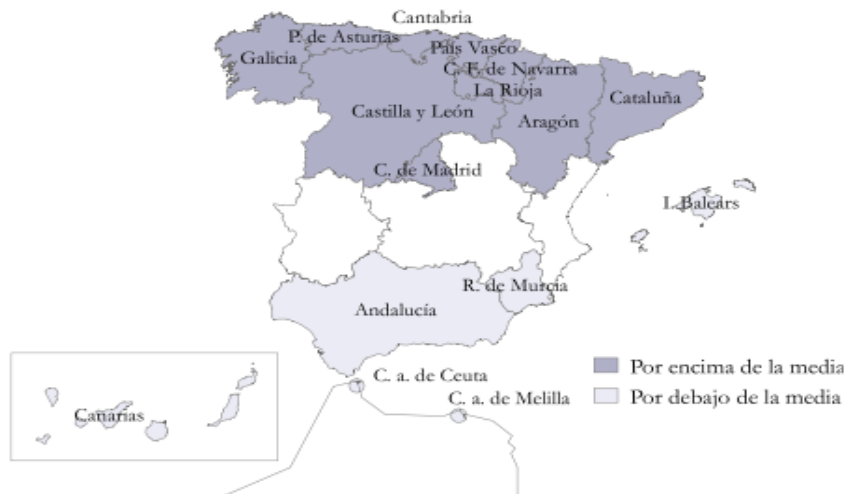 Cantabria
P. de Asturias
País Vasco
Galicia
C. F. de Navarra
La Rioja
Cataluña
Castilla y León
Aragón
C. de Madrid
I. Balears
R. de Murcia
Andalucía
Por encima de la media
C. a. de Ceuta
Por debajo de la media
C. a. de Melilla
Canarias